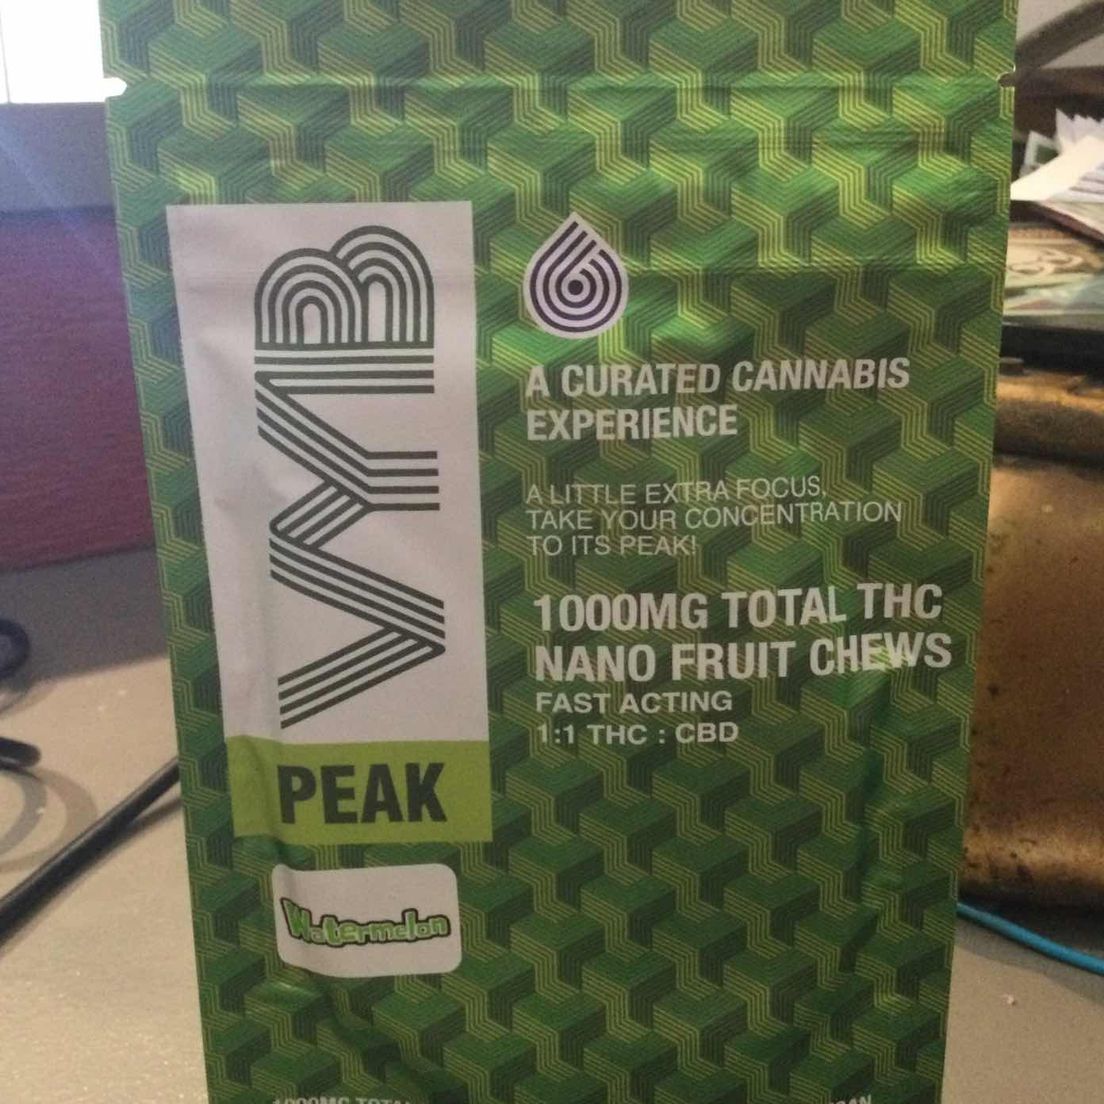 VYB
PEAK
Watermelon
A CURATED CANNABIS
EXPERIENCE
A LITTLE EXTRA FOCUS,
TAKE YOUR CONCENTRATION
TO ITS PEAK!
1000MG TOTAL THC
NANO FRUIT CHEWS
FAST ACTING
1:1 THC : CBD